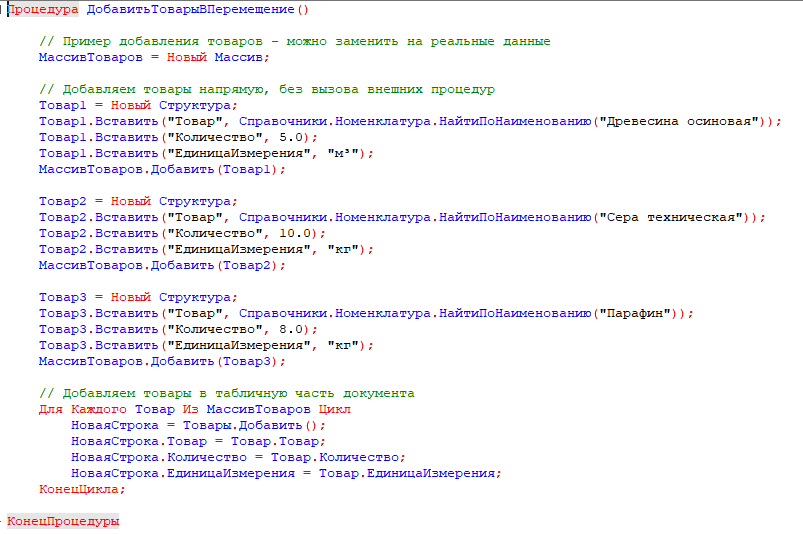 Процедура ДобавитьТоварыВПеремещение()
// Пример добавления товаров - можно заменить на реальные данные
МассивТоваров = Новый Массив;
// Добавляем товары напрямую, без вызова внешних процедур
Товар1 = Новый Структура;
Товар1.Вставить("Товар", Справочники.Номенклатура.НайтиПоНаименованию("Древесина осиновая"));
Товар1.Вставить("Количество", 5.0);
Товар1.Вставить("ЕдиницаИзмерения", "м³");
МассивТоваров.Добавить(Товар1);
Товар2 = Новый Структура;
Товар2.Вставить("Товар", Справочники.Номенклатура.НайтиПоНаименованию("Сера техническая"));
Товар2.Вставить("Количество", 10.0);
Товар2.Вставить("ЕдиницаИзмерения", "кг");
МассивТоваров.Добавить(Товар2);
Товар3 = Новый Структура;
Товар3.Вставить("Товар", Справочники.Номенклатура.НайтиПоНаименованию("Парафин"));
Товар3.Вставить("Количество", 8.0);
Товар3.Вставить("ЕдиницаИзмерения", "кг");
МассивТоваров.Добавить(Товар3);
// Добавляем товары в табличную часть документа
Для Каждого Товар Из МассивТоваров Цикл
НоваяСтрока = Товары.Добавить();
НоваяСтрока.Товар = Товар.Товар;
НоваяСтрока.Количество = Товар.Количество;
НоваяСтрока.ЕдиницаИзмерения = Товар.ЕдиницаИзмерения;
КонецЦикла;
КонецПроцедуры